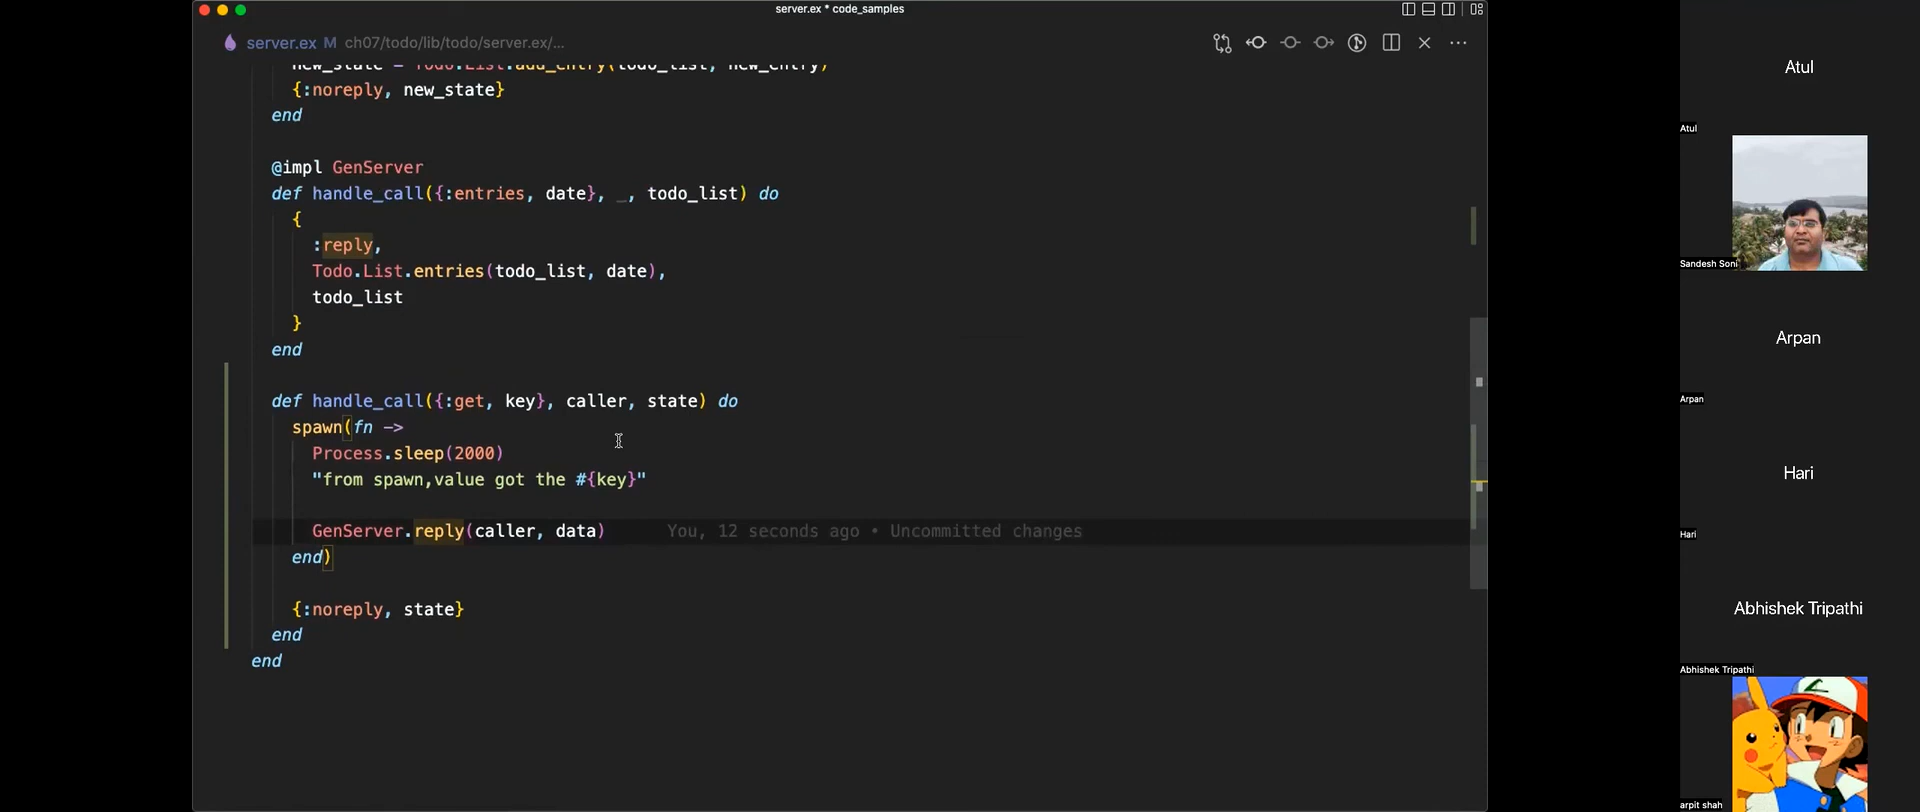 server.ex * code_samples
server.ex M ch07/todo/lib/todo/server.ex/...
new_state = Todo.List.add_entry(todo_list, new_entry)
{:noreply, new_state}
end
@impl GenServer
def handle_call({:entries, date}, _, todo_list) do
{
:reply,
Todo.List.entries(todo_list, date),
todo_list
}
end
def handle_call({:get, key}, caller, state) do
spawn(fn ->
Process.sleep(2000)
"from spawn,value got the #{key}"
GenServer.reply(caller, data) You, 12 seconds ago • Uncommitted changes
end)
{:noreply, state}
end
end
Atul
Atul
Sandesh Soni
Arpan
Arpan
Hari
Hari
Abhishek Tripathi
Abhishek Tripathi
arpit shah